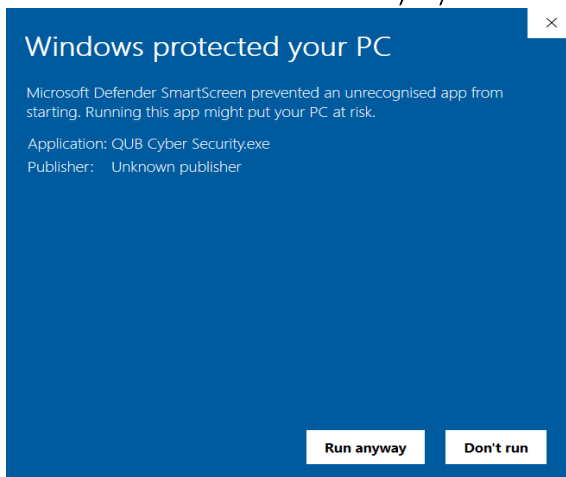 Windows protected your PC
Microsoft Defender SmartScreen prevented an unrecognised app from
starting. Running this app might put your PC at risk.
Application: QUB Cyber Security.exe
Publisher: Unknown publisher
Run anyway
Don't run